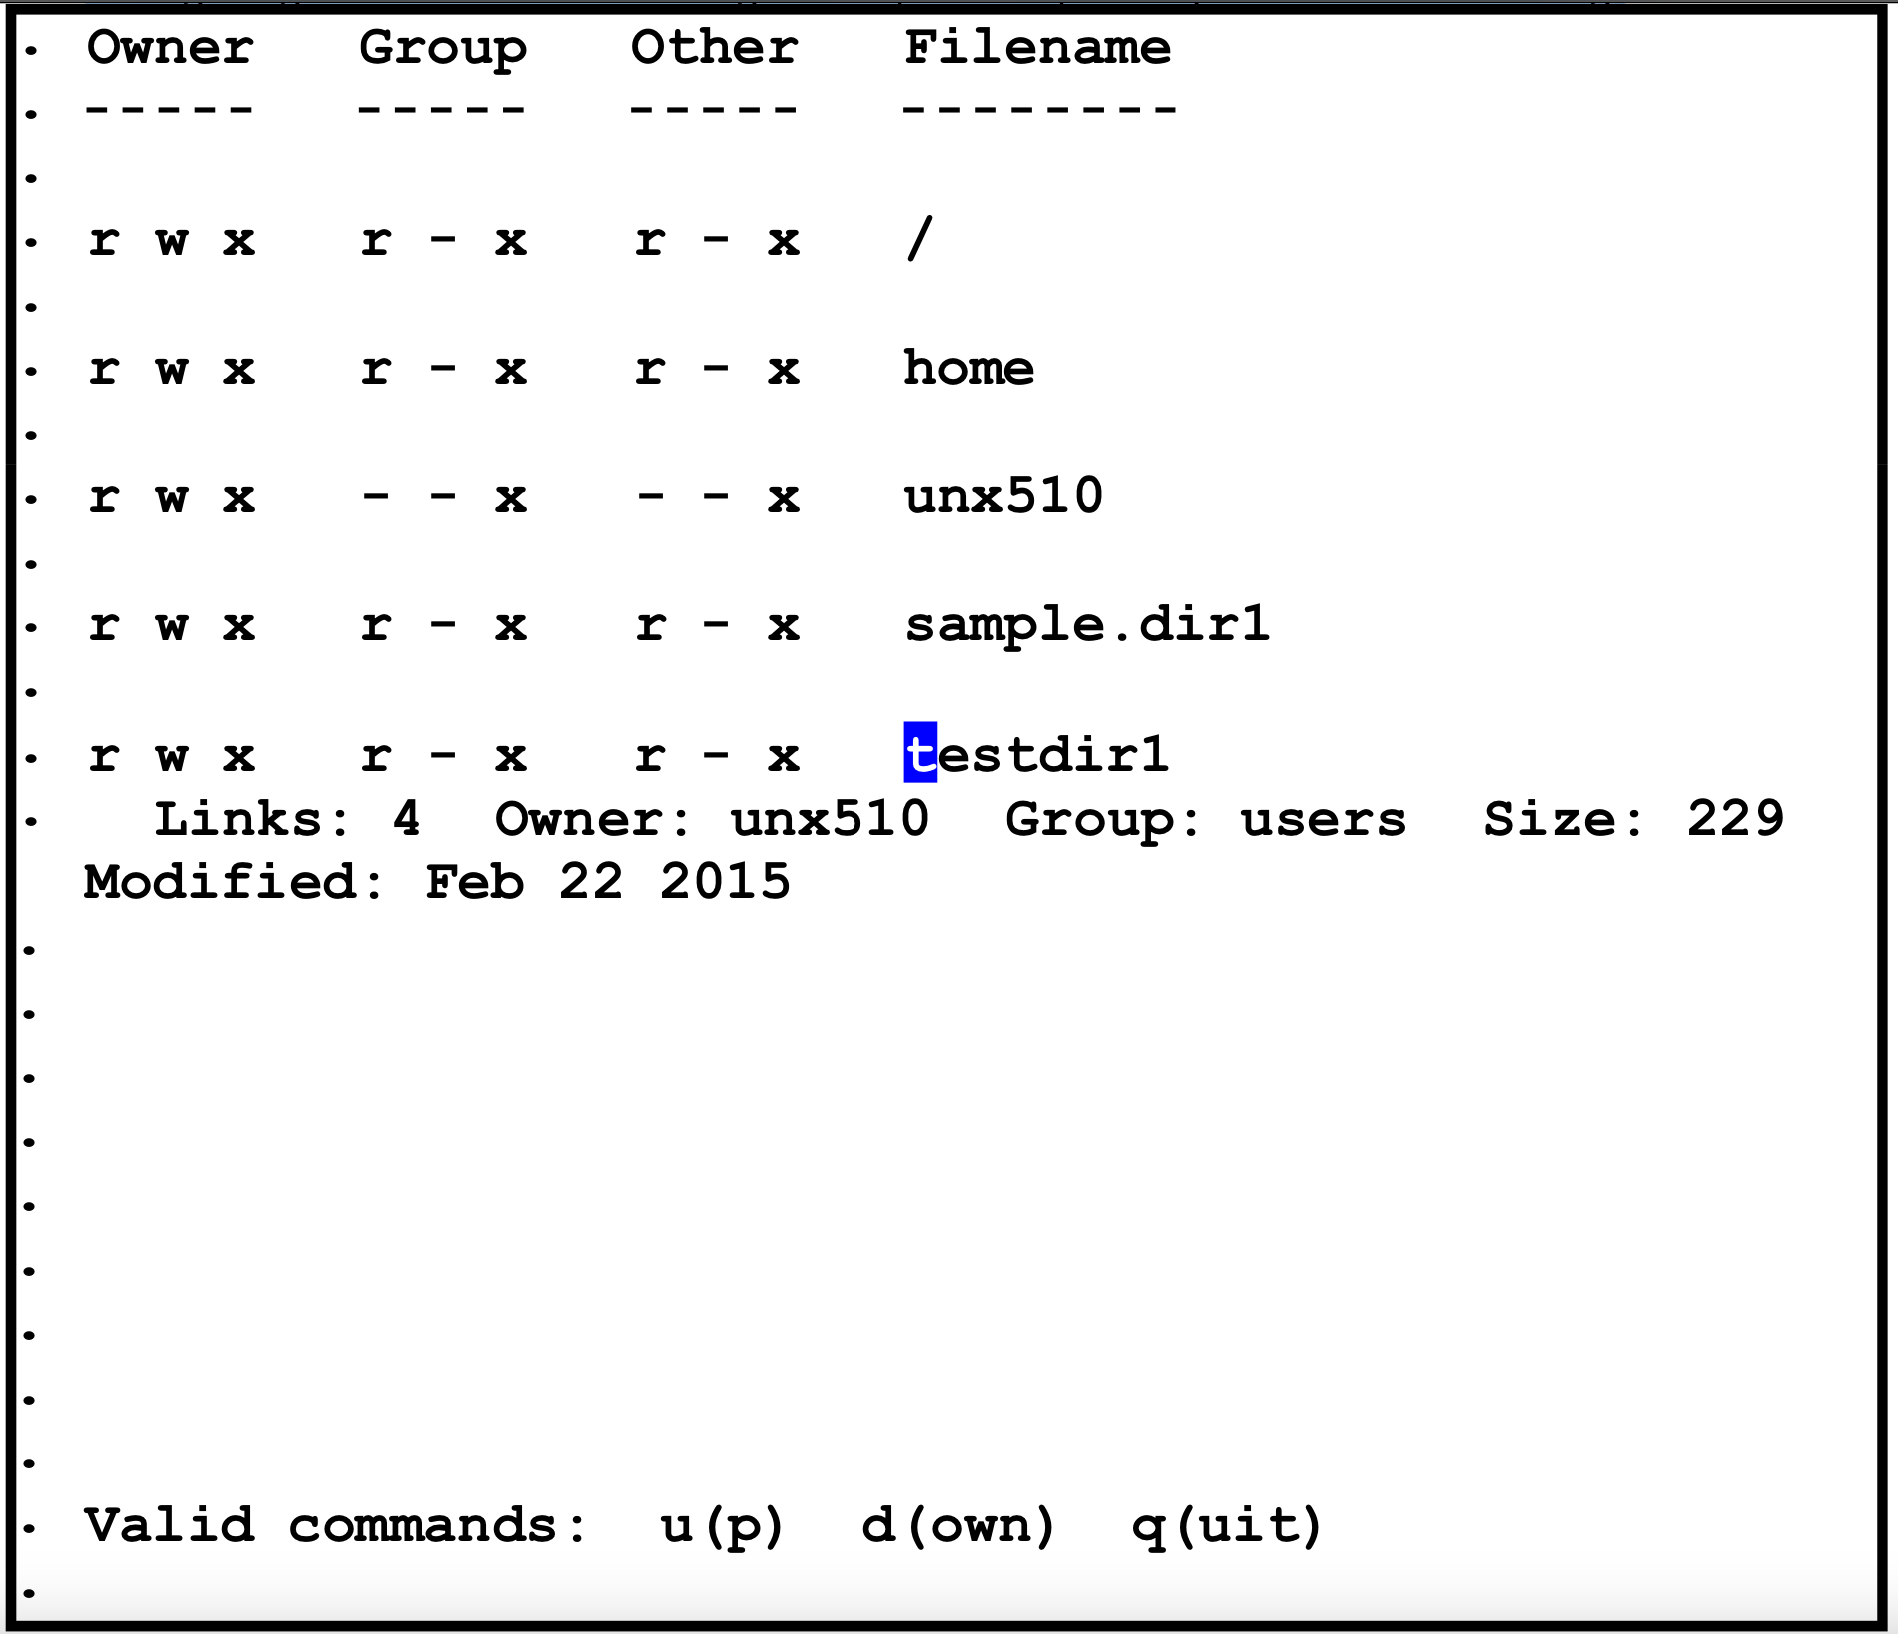 • Owner   Group   Other   Filename
• -----   -----   -----   --------
•
• r w x   r - x   r - x   /
•
• r w x   r - x   r - x   home
•
• r w x   - - x   - - x   unx510
•
• r w x   r - x   r - x   sample.dir1
•
• r w x   r - x   r - x   testdir1
•   Links: 4  Owner: unx510  Group: users  Size: 229
Modified: Feb 22 2015
•
•
•
•
•
•
•
•
•
• Valid commands:  u(p)  d(own)  q(uit)
•